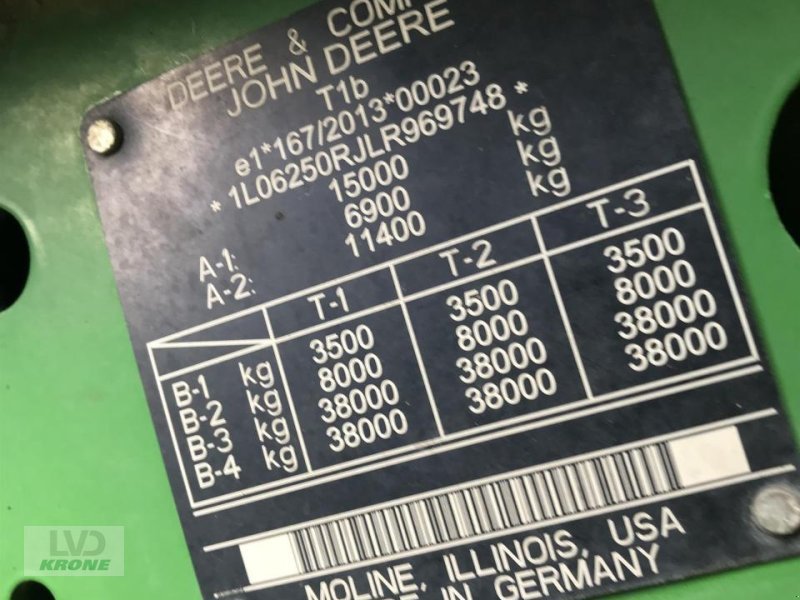 DEERE & COMP
JOHN DEERE
T1b
e1*167/2013*00023
* 1L06250RJLR969748 *
15000 kg
A-1: 6900 kg
A-2: 11400 kg
T-1 T-2 T-3
B-1 kg 3500 3500 3500
B-2 kg 8000 8000 8000
B-3 kg 38000 38000 38000
B-4 kg 38000 38000 38000
MOLINE, ILLINOIS, USA
IN GERMANY
LVD
KRONE